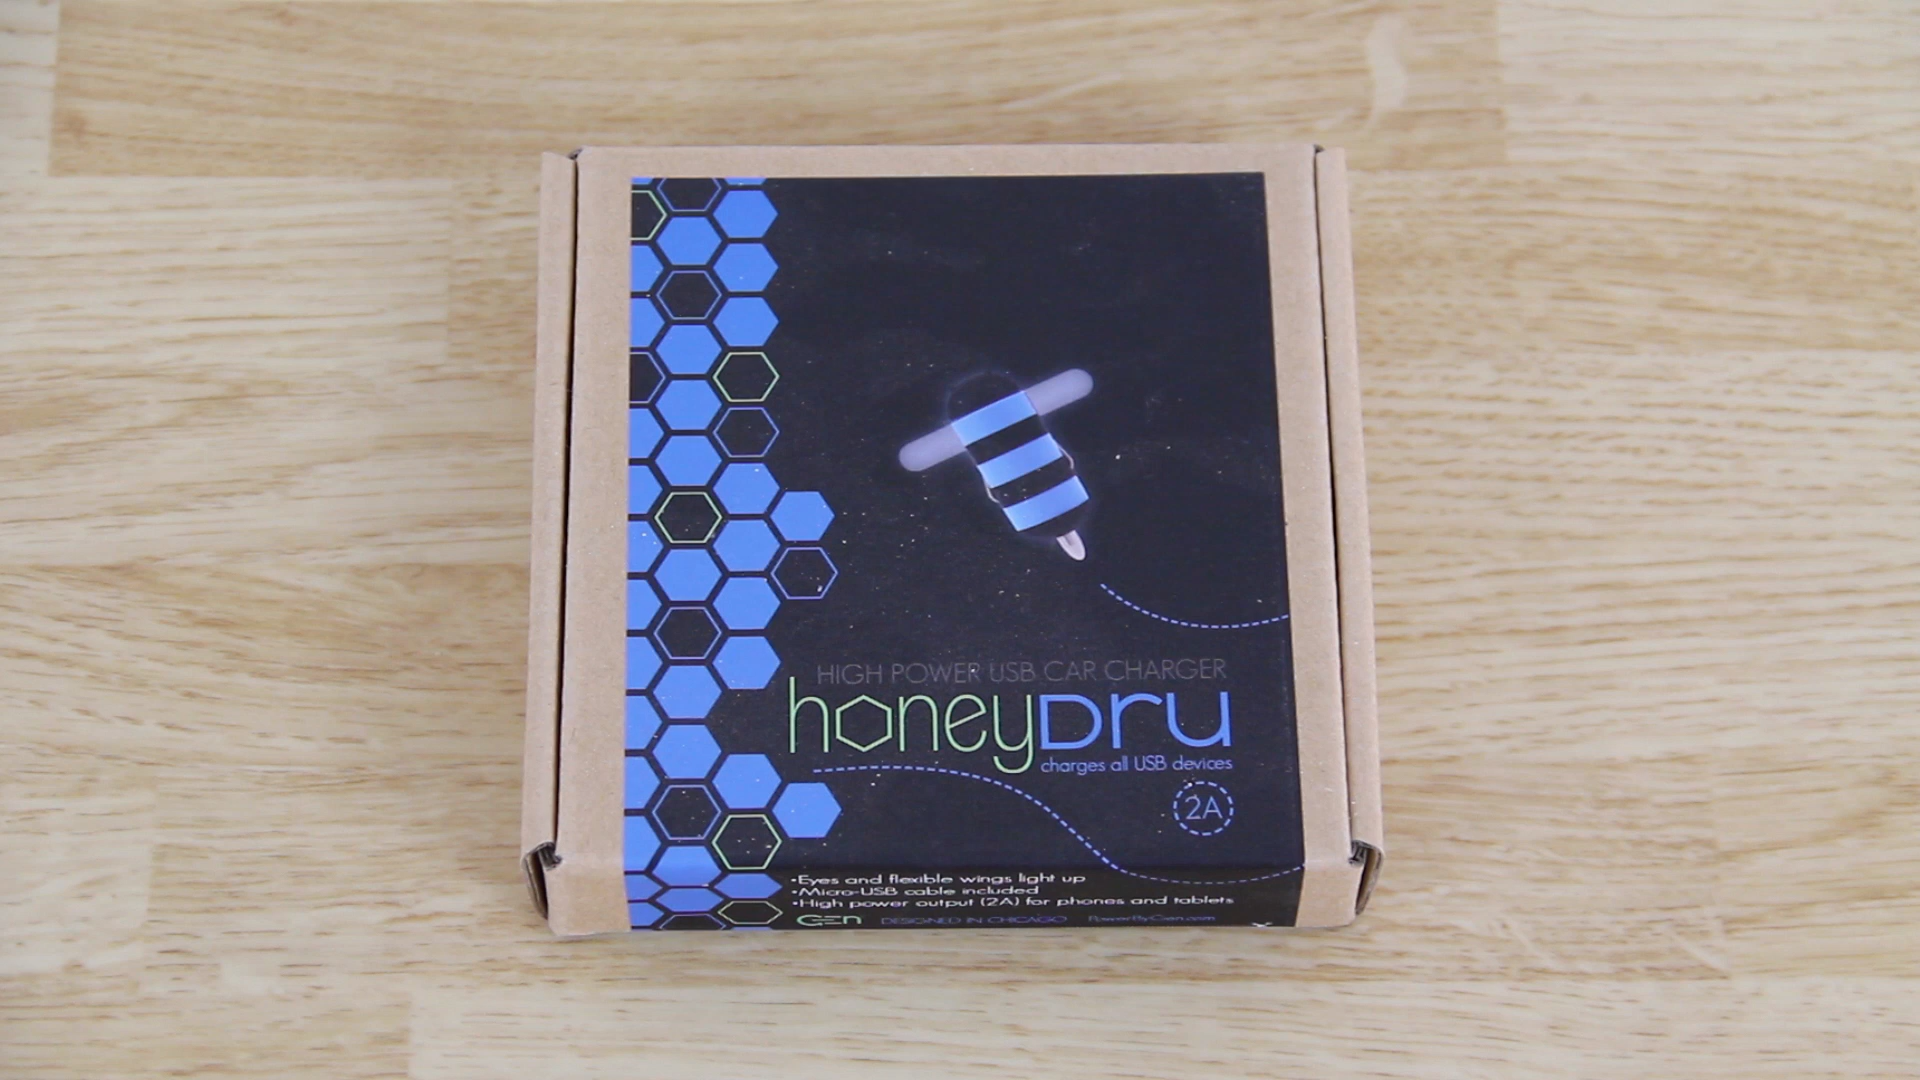 HIGH POWER USB CAR CHARGER
honeyDru
charges all USB devices
2A
•Eyes and flexible wings light up
•Micro-USB cable included
•High power output (2A) for phones and tablets
GEn DESIGNED IN CHICAGO PowerByGen.com